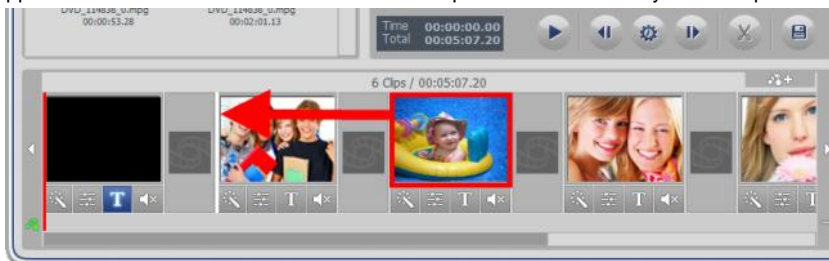 DVD_114836_0.mpg
00:00:53.28
DVD_114836_0.mpg
00:02:01.13
Time 00:00:00.00
Total 00:05:07.20
6 Clips / 00:05:07.20
T
T
T
T
T